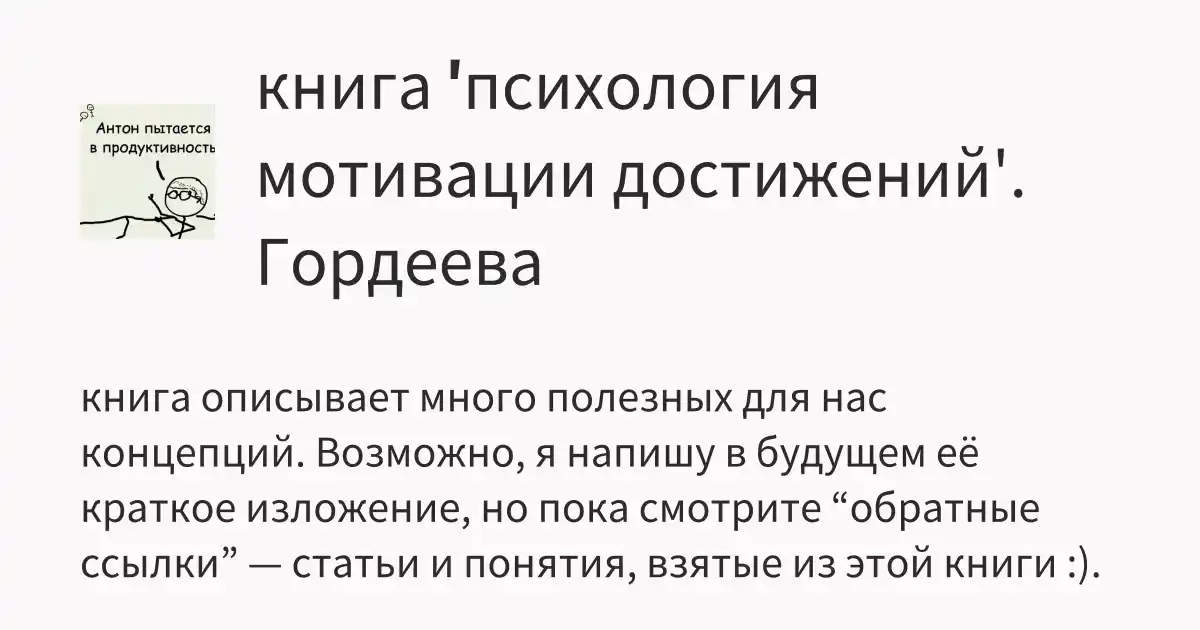 книга 'психология
мотивации достижений'.
Гордеева
Антон пытается
в продуктивность
книга описывает много полезных для нас
концепций. Возможно, я напишу в будущем её
краткое изложение, но пока смотрите “обратные
ссылки” — статьи и понятия, взятые из этой книги :).